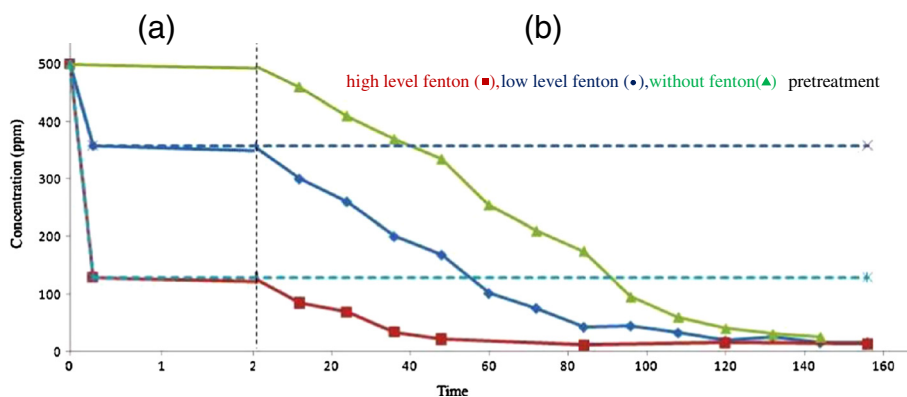 (a) (b)
high level fenton (■),low level fenton (•),without fenton(▲) pretreatment
500
400
300
200
100
0
Concentration (ppm)
0 1 2 20 40 60 80 100 120 140 160
Time